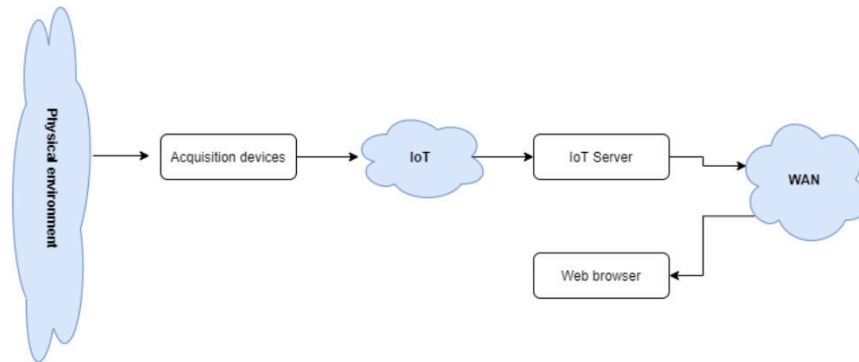 Physical environment
Acquisition devices
IoT
IoT Server
WAN
Web browser